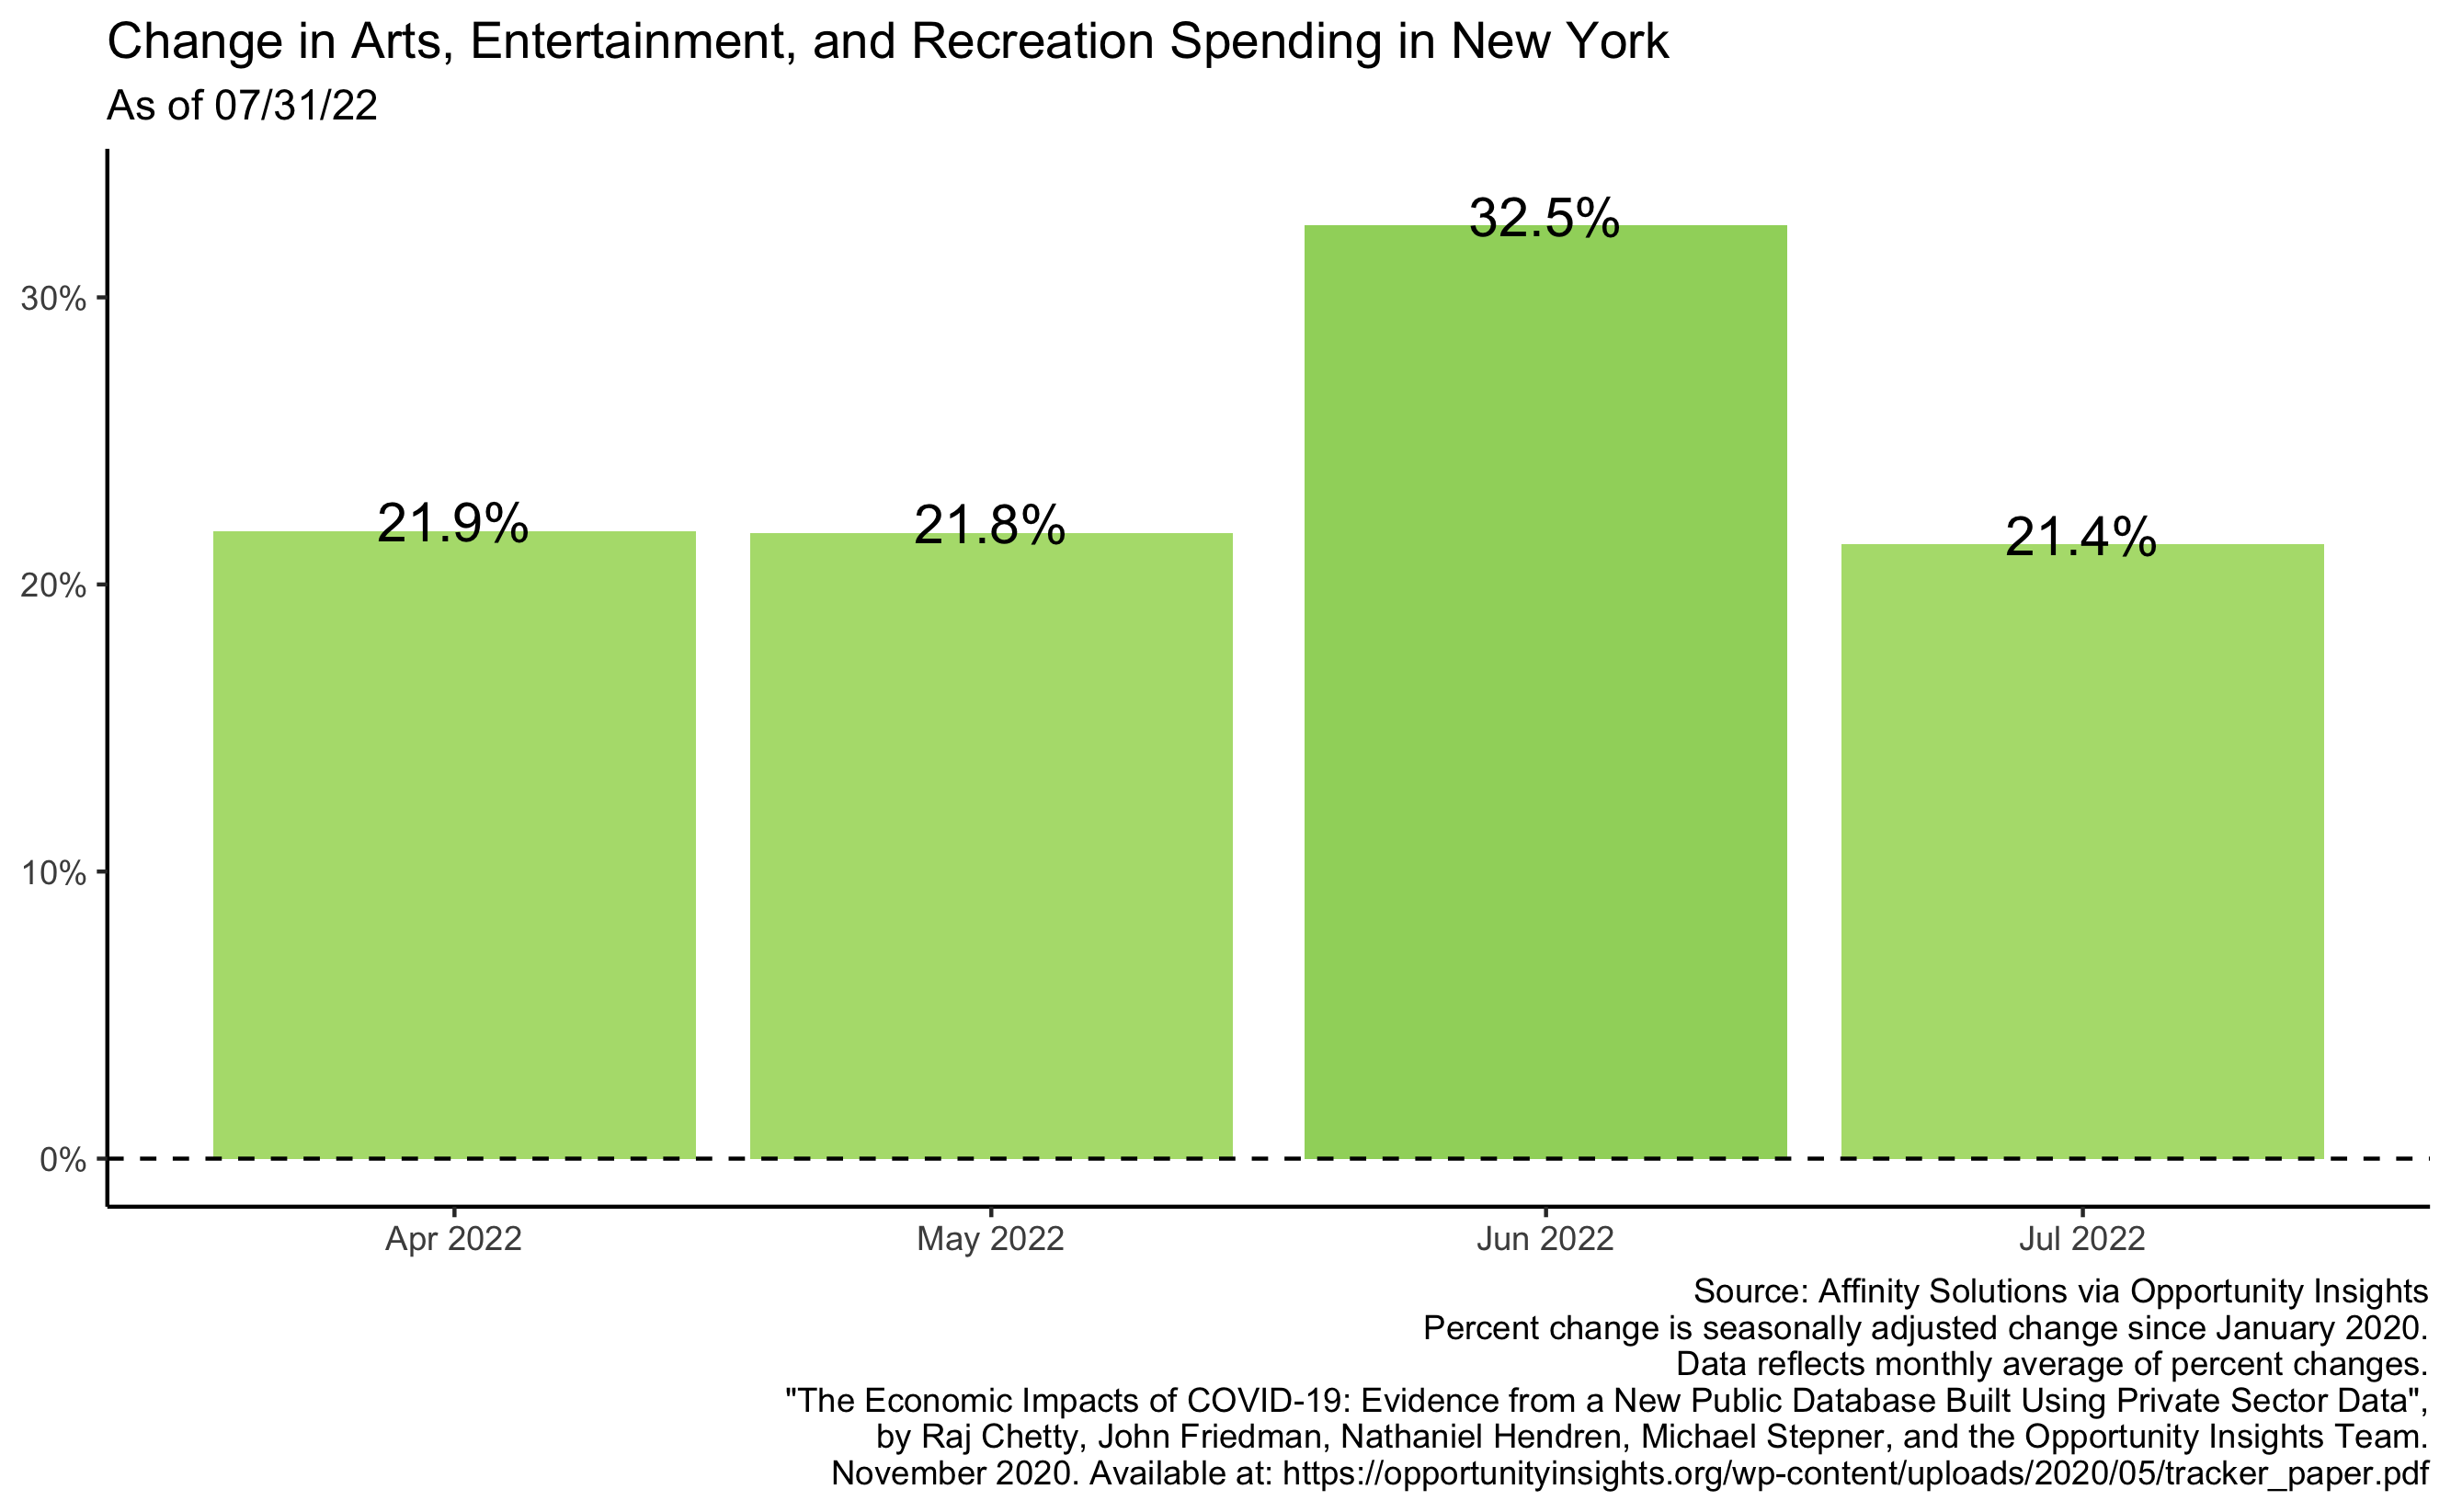 Change in Arts, Entertainment, and Recreation Spending in New York
As of 07/31/22
32.5%
30%
21.9%
21.8%
21.4%
20%
10%
0%
Apr 2022
May 2022
Jun 2022
Jul 2022
Source: Affinity Solutions via Opportunity Insights
Percent change is seasonally adjusted change since January 2020.
Data reflects monthly average of percent changes.
"The Economic Impacts of COVID-19: Evidence from a New Public Database Built Using Private Sector Data",
by Raj Chetty, John Friedman, Nathaniel Hendren, Michael Stepner, and the Opportunity Insights Team.
November 2020. Available at: https://opportunityinsights.org/wp-content/uploads/2020/05/tracker_paper.pdf